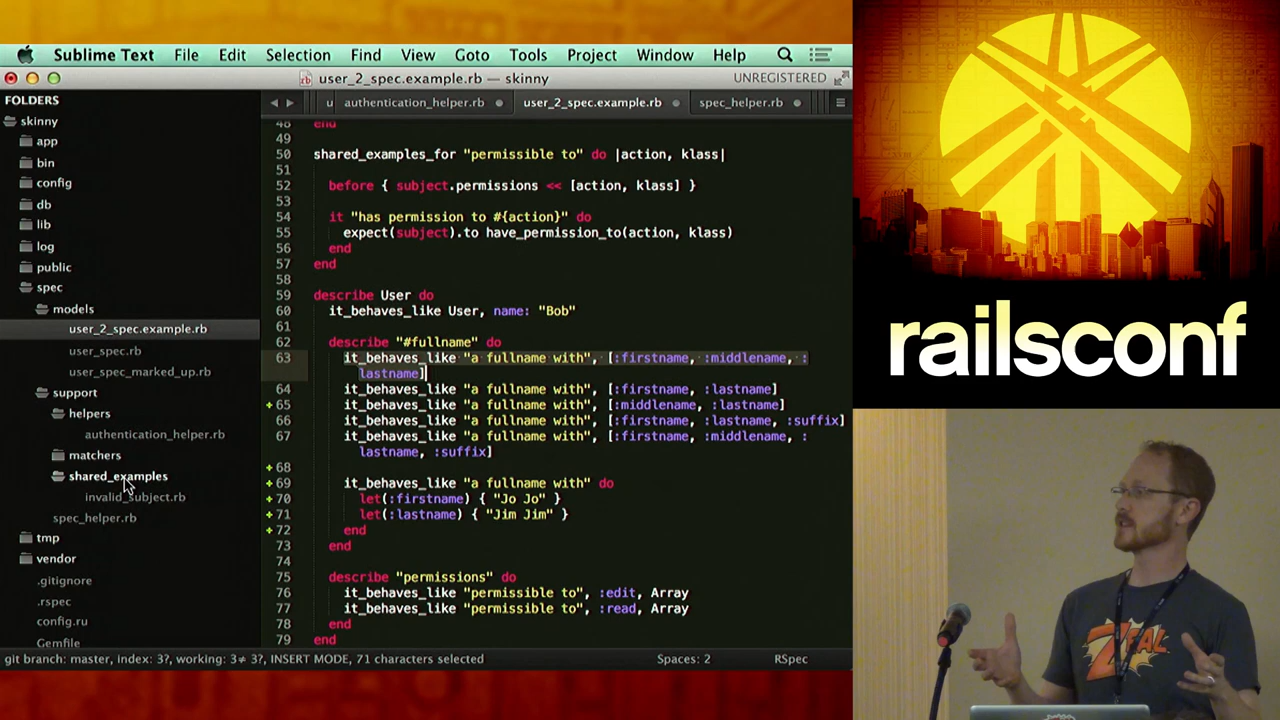 Sublime Text File Edit Selection Find View Goto Tools Project Window Help
user_2_spec.example.rb — skinny UNREGISTERED
FOLDERS
skinny
app
bin
config
db
lib
log
public
spec
models
user_2_spec.example.rb
user_spec.rb
user_spec_marked_up.rb
support
helpers
authentication_helper.rb
matchers
shared_examples
invalid_subject.rb
spec_helper.rb
tmp
vendor
.gitignore
.rspec
config.ru
Gemfile
u authentication_helper.rb user_2_spec.example.rb spec_helper.rb
48 end
49
50 shared_examples_for "permissible to" do |action, klass|
51
52 before { subject.permissions << [action, klass] }
53
54 it "has permission to #{action}" do
55 expect(subject).to have_permission_to(action, klass)
56 end
57 end
58
59 describe User do
60 it_behaves_like User, name: "Bob"
61
62 describe "#fullname" do
63 it_behaves_like "a fullname with", [:firstname, :middlename, :
lastname]
64 it_behaves_like "a fullname with", [:firstname, :lastname]
65 it_behaves_like "a fullname with", [:middlename, :lastname]
66 it_behaves_like "a fullname with", [:firstname, :lastname, :suffix]
67 it_behaves_like "a fullname with", [:firstname, :middlename, :
lastname, :suffix]
68
69 it_behaves_like "a fullname with" do
70 let(:firstname) { "Jo Jo" }
71 let(:lastname) { "Jim Jim" }
72 end
73 end
74
75 describe "permissions" do
76 it_behaves_like "permissible to", :edit, Array
77 it_behaves_like "permissible to", :read, Array
78 end
79 end
git branch: master, index: 3?, working: 3≠ 3?, INSERT MODE, 71 characters selected Spaces: 2 RSpec
railsconf
ZEAL